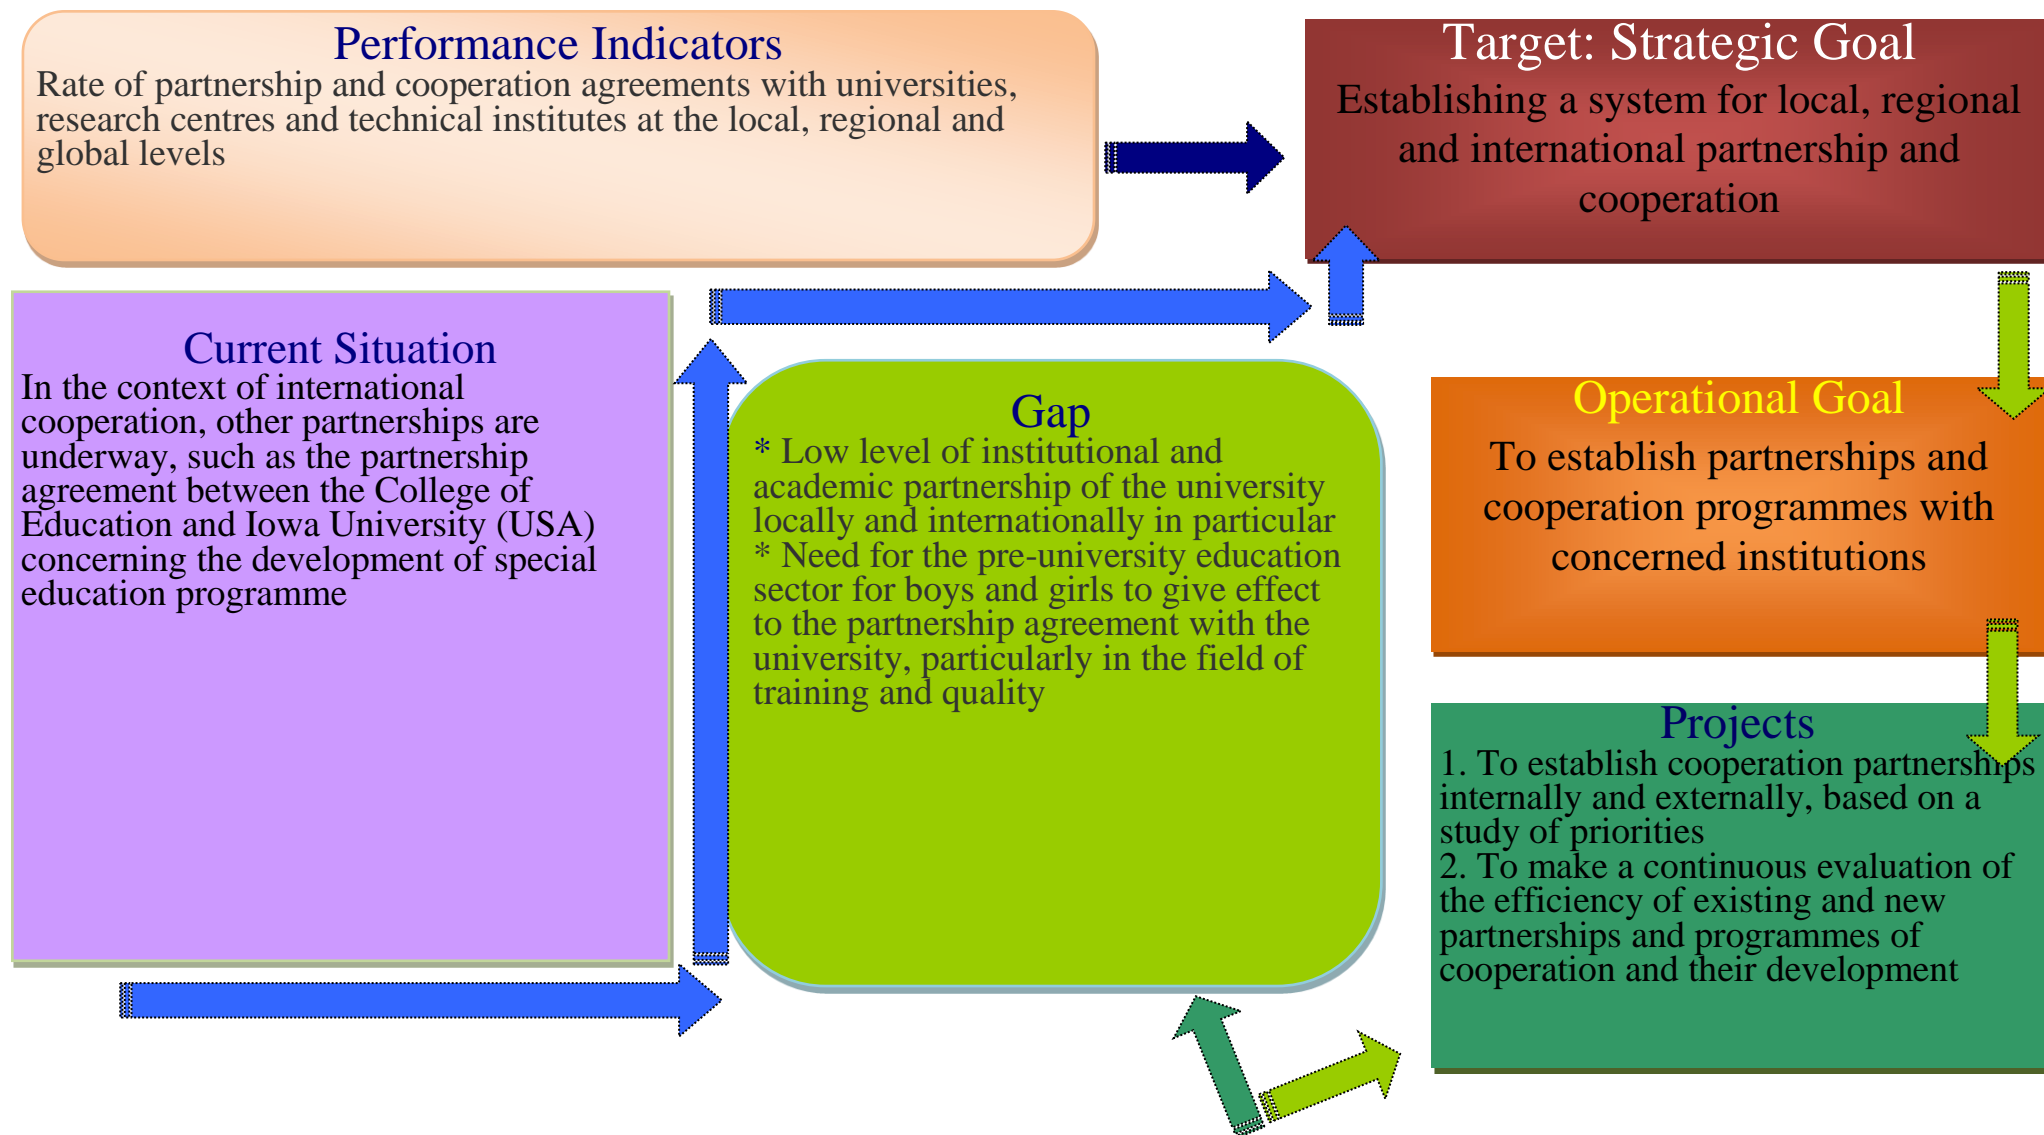 Performance Indicators
Rate of partnership and cooperation agreements with universities,
research centres and technical institutes at the local, regional and
global levels
Target: Strategic Goal
Establishing a system for local, regional
and international partnership and
cooperation
Current Situation
In the context of international
cooperation, other partnerships are
underway, such as the partnership
agreement between the College of
Education and Iowa University (USA)
concerning the development of special
education programme
Gap
* Low level of institutional and
academic partnership of the university
locally and internationally in particular
* Need for the pre-university education
sector for boys and girls to give effect
to the partnership agreement with the
university, particularly in the field of
training and quality
Operational Goal
To establish partnerships and
cooperation programmes with
concerned institutions
Projects
1. To establish cooperation partnerships
internally and externally, based on a
study of priorities
2. To make a continuous evaluation of
the efficiency of existing and new
partnerships and programmes of
cooperation and their development